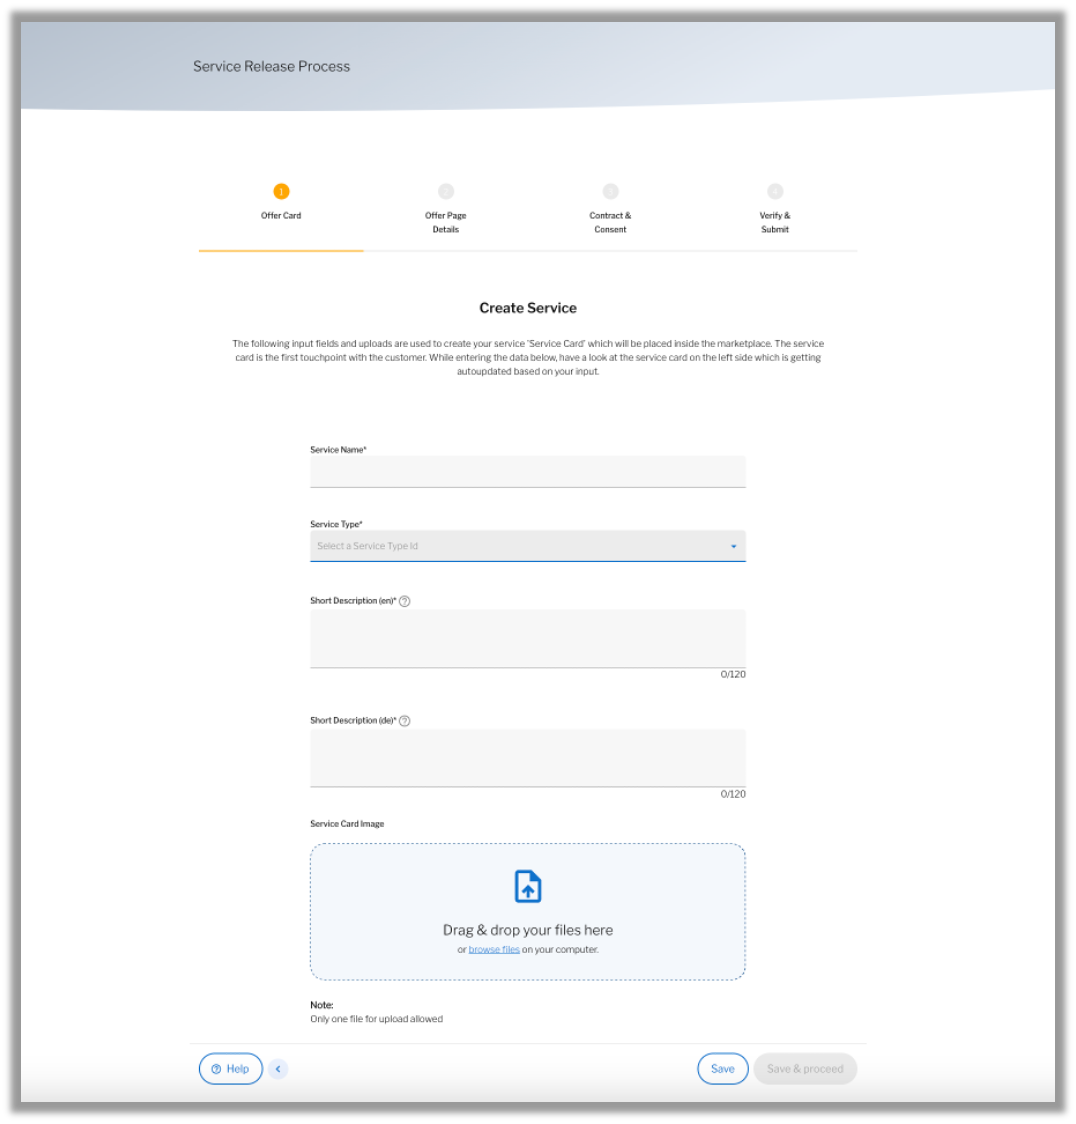 Service Release Process
1
2
3
4
Offer Card
Offer Page
Details
Contract &
Consent
Verify &
Submit
Create Service
The following input fields and uploads are used to create your service 'Service Card' which will be placed inside the marketplace. The service
card is the first touchpoint with the customer. While entering the data below, have a look at the service card on the left side which is getting
autoupdated based on your input.
Service Name*
Service Type*
Select a Service Type Id
Short Description (en)* ?
0/120
Short Description (de)* ?
0/120
Service Card Image
Drag & drop your files here
or browse files on your computer.
Note:
Only one file for upload allowed
? Help
Save
Save & proceed